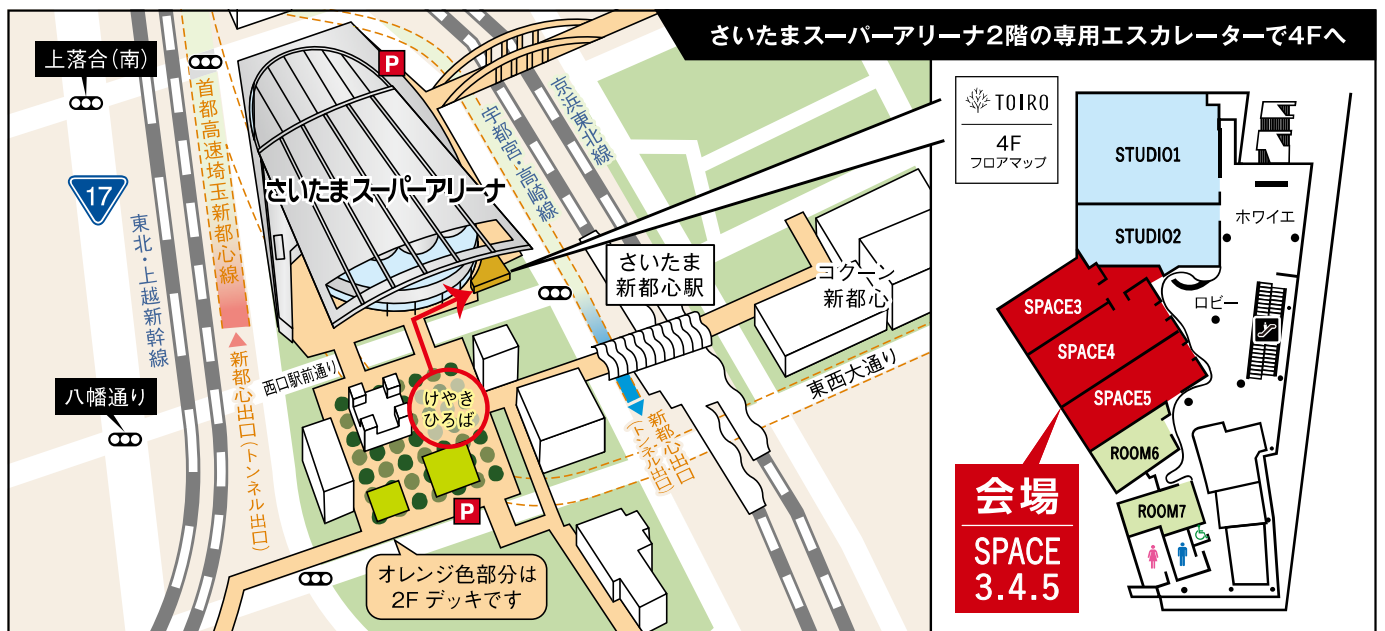 さいたまスーパーアリーナ2階の専用エスカレーターで4Fへ
上落合(南)
17
東北・上越新幹線
首都高速埼玉新都心線
新都心出口(トンネル出口)
八幡通り
西口駅前通り
P
さいたまスーパーアリーナ
宇都宮・高崎線
京浜東北線
さいたま
新都心駅
コクーン
新都心
東西大通り
けやき
ひろば
新都心出口
(トンネル出口)
P
オレンジ色部分は
2F デッキです
TOIRO
4F
フロアマップ
STUDIO1
STUDIO2
ホワイエ
ロビー
SPACE3
SPACE4
SPACE5
ROOM6
ROOM7
会場
SPACE
3.4.5